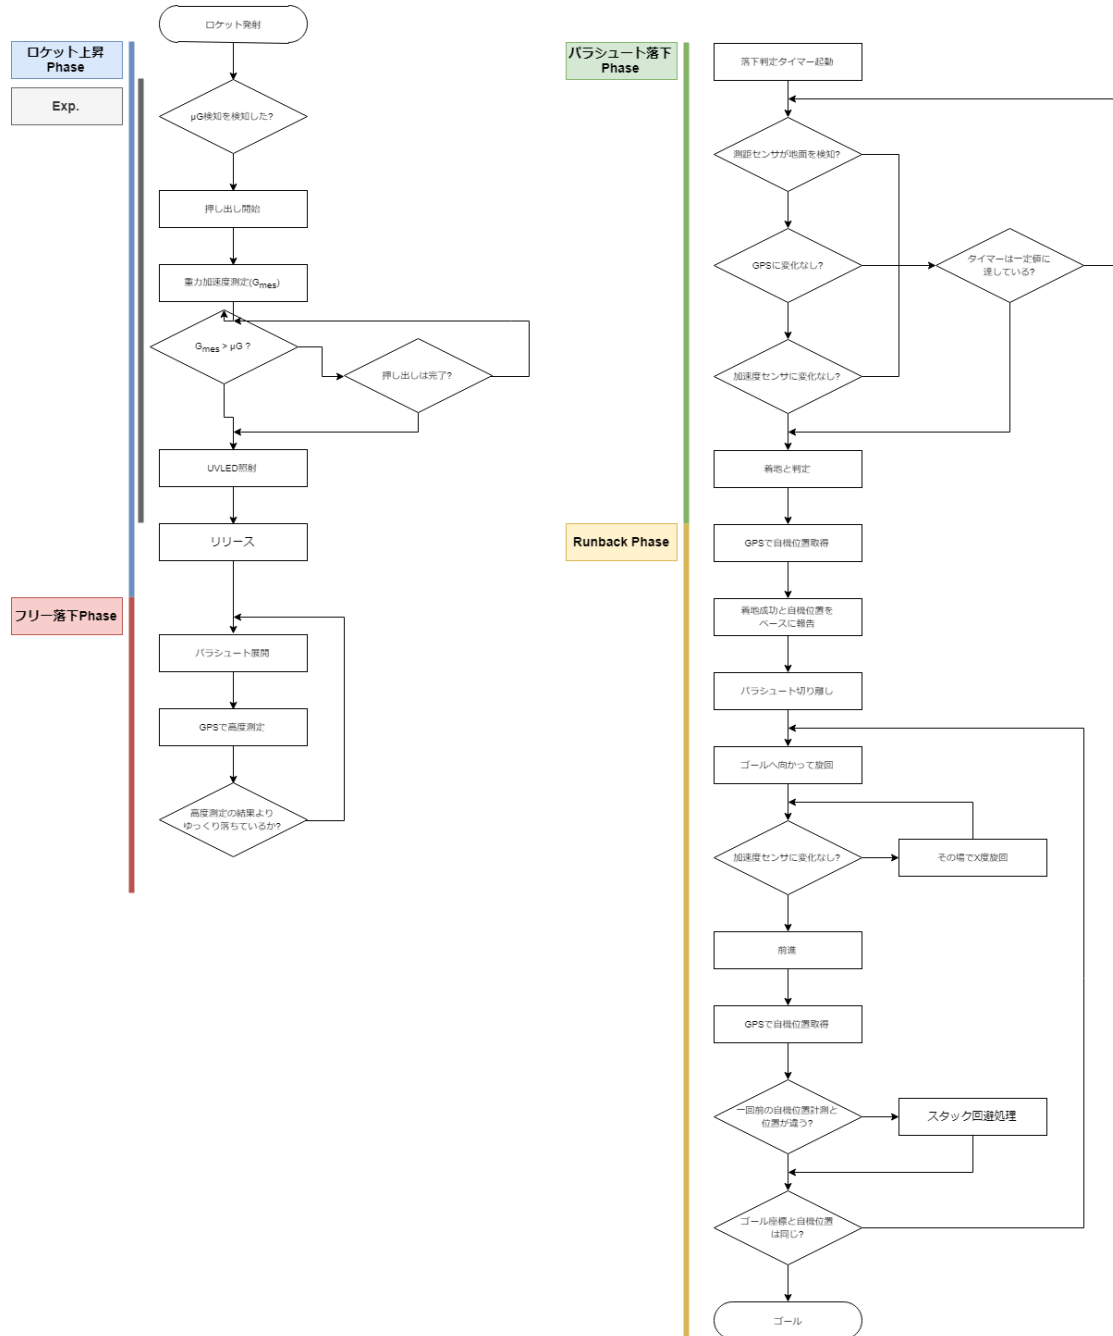 ロケット発射
ロケット上昇
Phase
Exp.
μG検知を検知した?
押し出し開始
重力加速度測定(Gmes)
Gmes > μG ?
押し出しは完了?
UVLED照射
リリース
フリー落下Phase
パラシュート展開
GPSで高度測定
高度測定の結果より
ゆっくり落ちているか?
パラシュート落下
Phase
落下判定タイマー起動
測距センサが地面を検知?
GPSに変化なし?
タイマーは一定値に
達している?
加速度センサに変化なし?
着地と判定
Runback Phase
GPSで自機位置取得
着地成功と自機位置を
ベースに報告
パラシュート切り離し
ゴールへ向かって旋回
加速度センサに変化なし?
その場でX度旋回
前進
GPSで自機位置取得
一回前の自機位置計測と
位置が違う?
スタック回避処理
ゴール座標と自機位置
は同じ?
ゴール